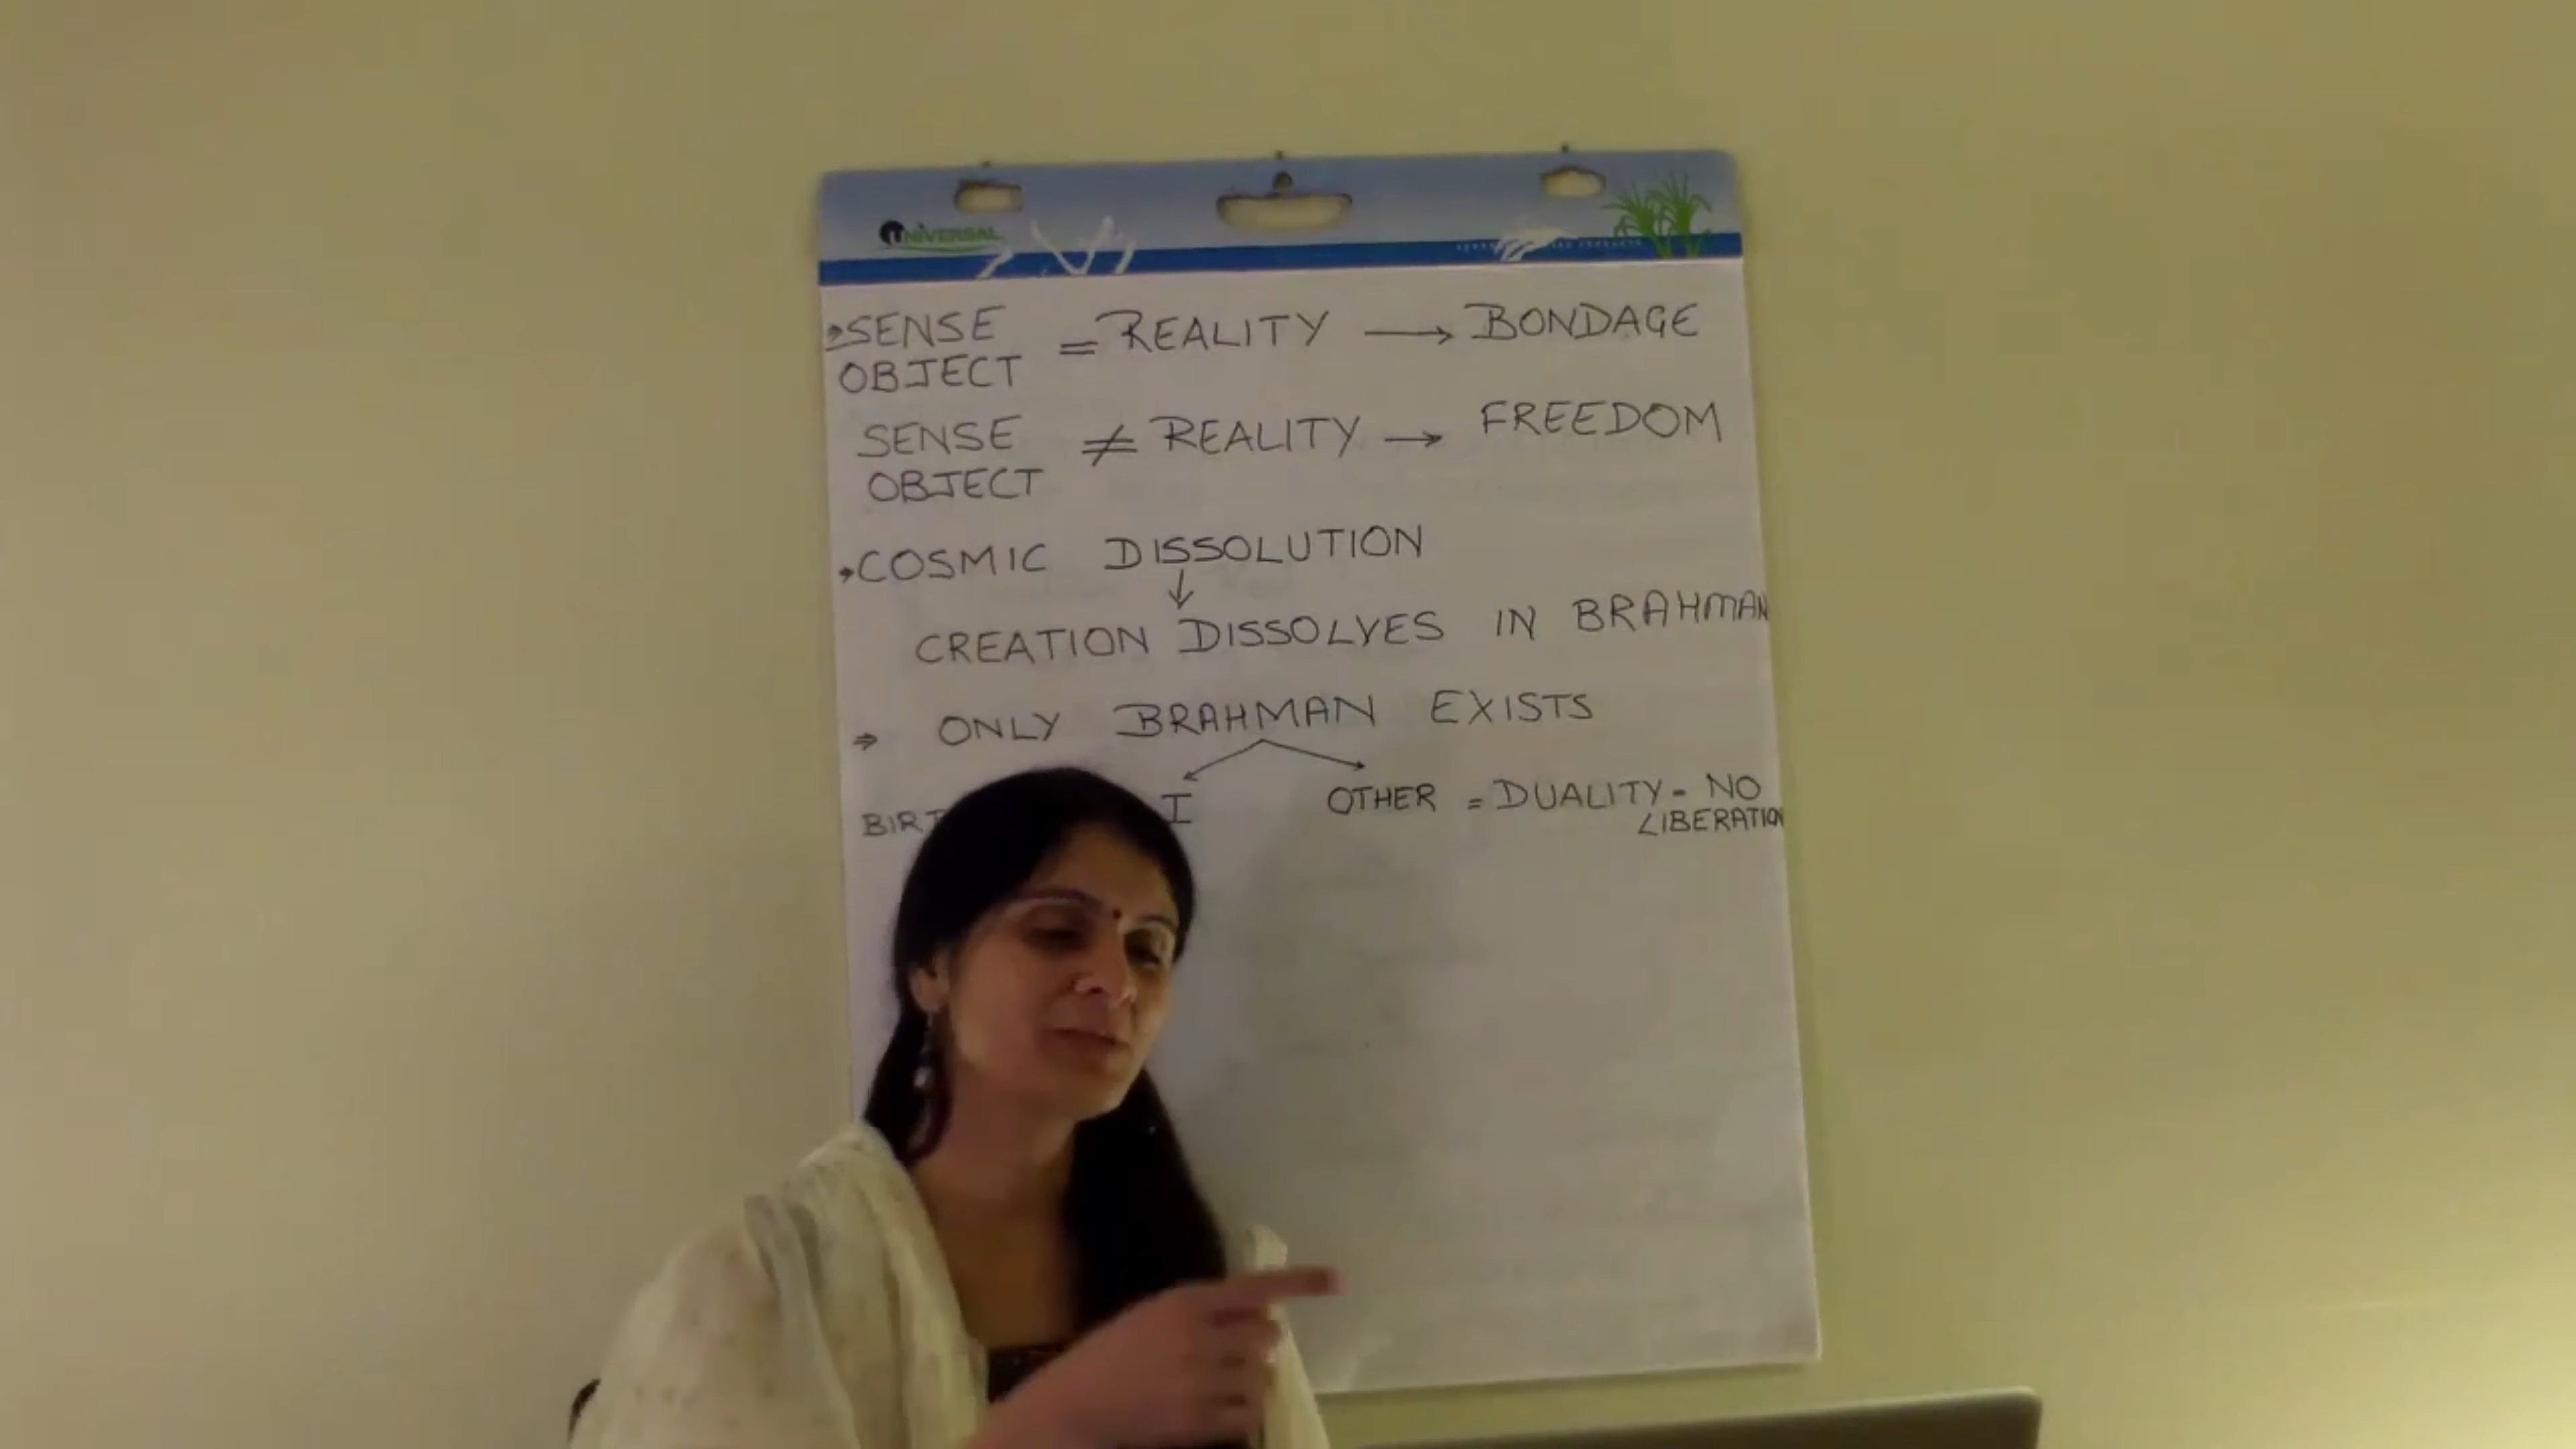 UNIVERSAL
SENSE = REALITY → BONDAGE
OBJECT
SENSE ≠ REALITY → FREEDOM
OBJECT
COSMIC DISSOLUTION
↓
CREATION DISSOLVES IN BRAHMAN
⇒ ONLY BRAHMAN EXISTS
I OTHER = DUALITY = NO
LIBERATION